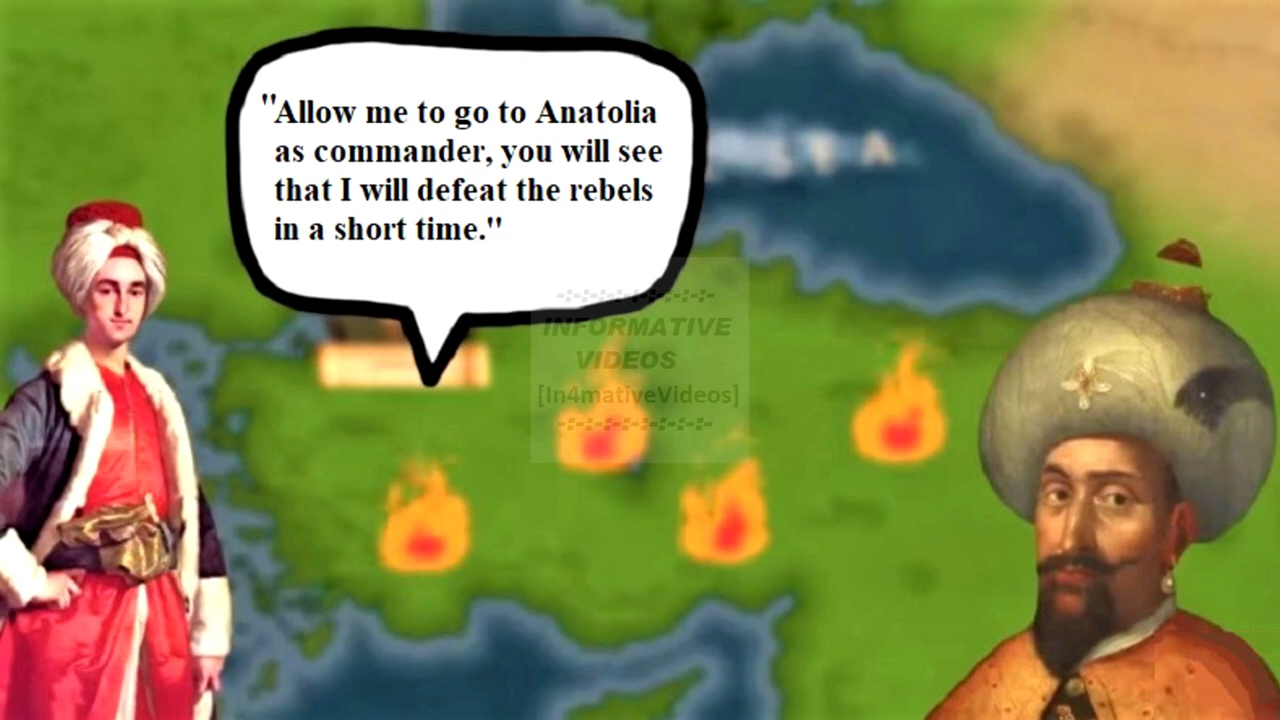 "Allow me to go to Anatolia
as commander, you will see
that I will defeat the rebels
in a short time."
INFORMATIVE
VIDEOS
[In4mativeVideos]